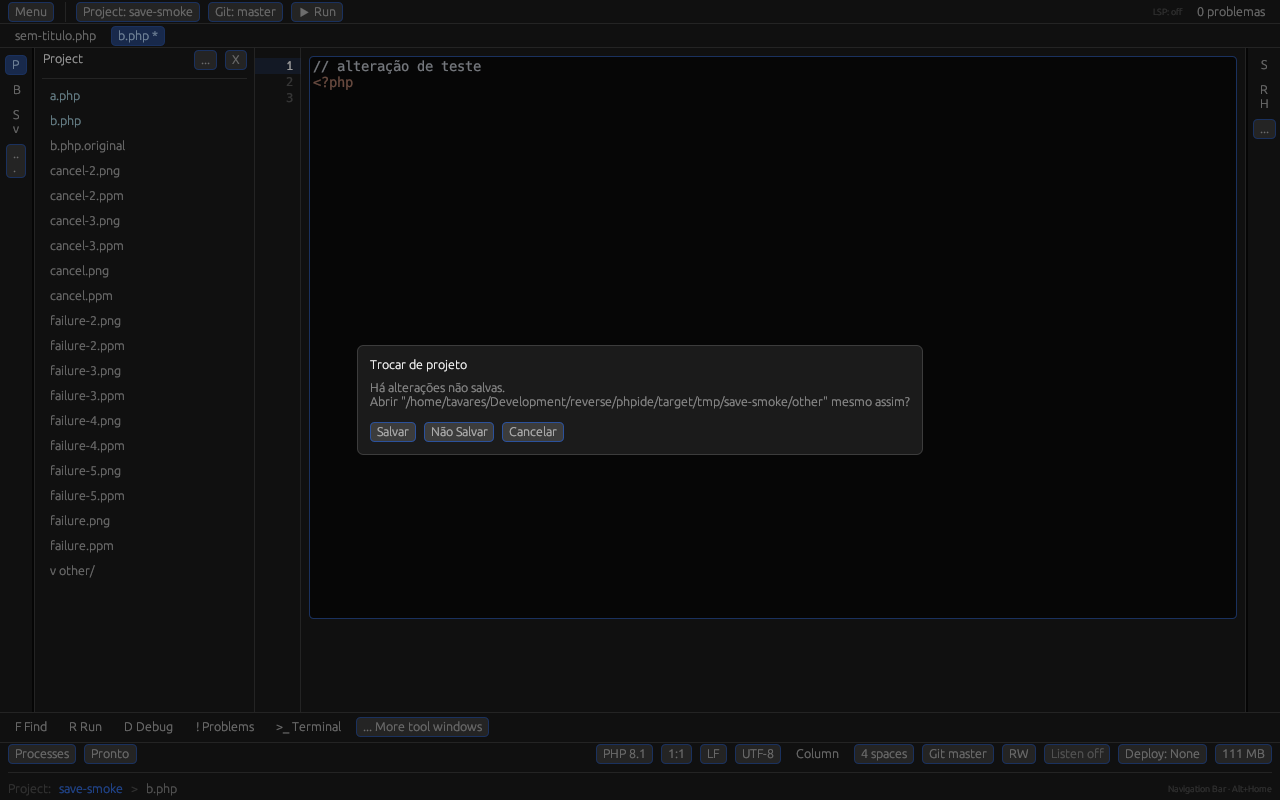 Menu
Project: save-smoke
Git: master
▶ Run
LSP: off
0 problemas
sem-titulo.php
b.php *
P
B
S
v
..
.
Project
...
X
a.php
b.php
b.php.original
cancel-2.png
cancel-2.ppm
cancel-3.png
cancel-3.ppm
cancel.png
cancel.ppm
failure-2.png
failure-2.ppm
failure-3.png
failure-3.ppm
failure-4.png
failure-4.ppm
failure-5.png
failure-5.ppm
failure.png
failure.ppm
v other/
1 // alteração de teste
2 <?php
3
S
R
H
...
Trocar de projeto
Há alterações não salvas.
Abrir "/home/tavares/Development/reverse/phpide/target/tmp/save-smoke/other" mesmo assim?
Salvar
Não Salvar
Cancelar
F Find
R Run
D Debug
! Problems
>_ Terminal
... More tool windows
Processes
Pronto
PHP 8.1
1:1
LF
UTF-8
Column
4 spaces
Git master
RW
Listen off
Deploy: None
111 MB
Project: save-smoke > b.php
Navigation Bar - Alt+Home